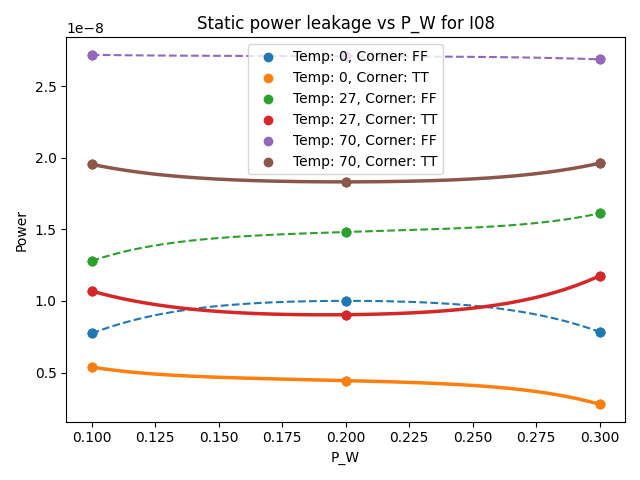 Static power leakage vs P_W for I08
1e−8
Temp: 0, Corner: FF
Temp: 0, Corner: TT
Temp: 27, Corner: FF
Temp: 27, Corner: TT
Temp: 70, Corner: FF
Temp: 70, Corner: TT
2.5
2.0
1.5
1.0
0.5
Power
0.100 0.125 0.150 0.175 0.200 0.225 0.250 0.275 0.300
P_W